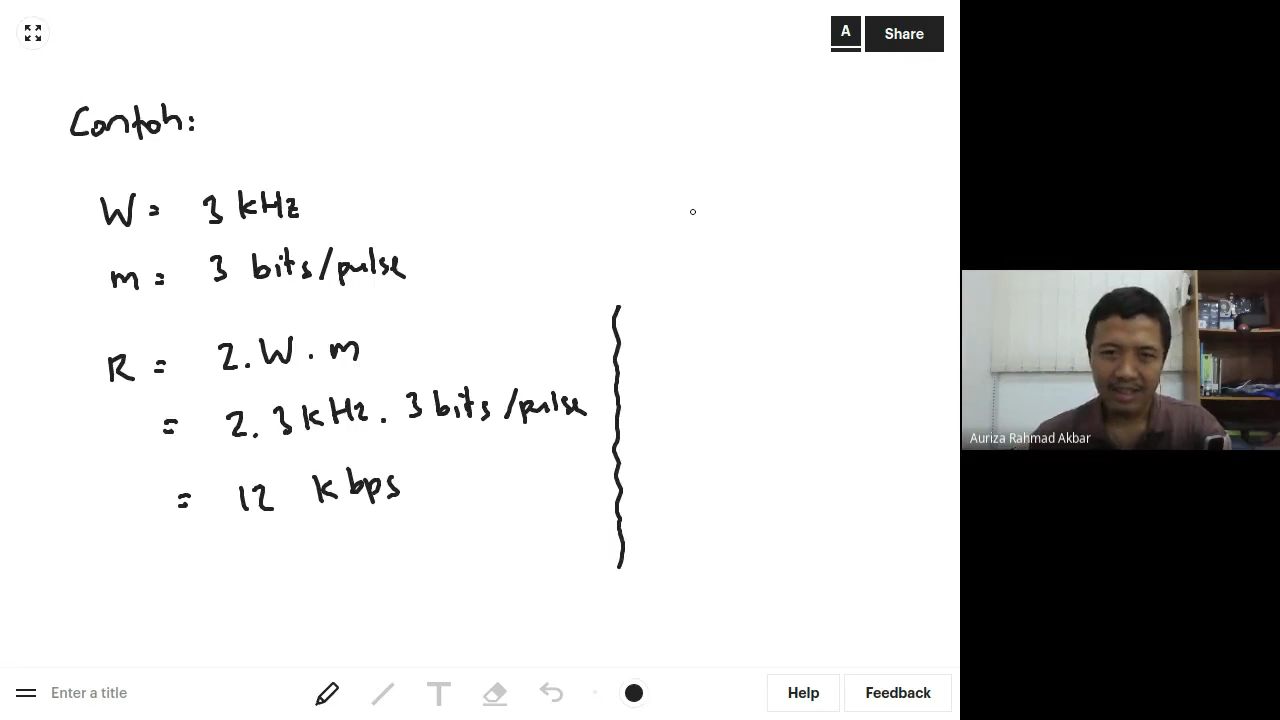 A
Share
Contoh:
W = 3 kHz
m = 3 bits/pulse
R = 2. W . m
= 2. 3 kHz . 3 bits /pulse
= 12 kbps
Auriza Rahmad Akbar
Enter a title
T
Help
Feedback